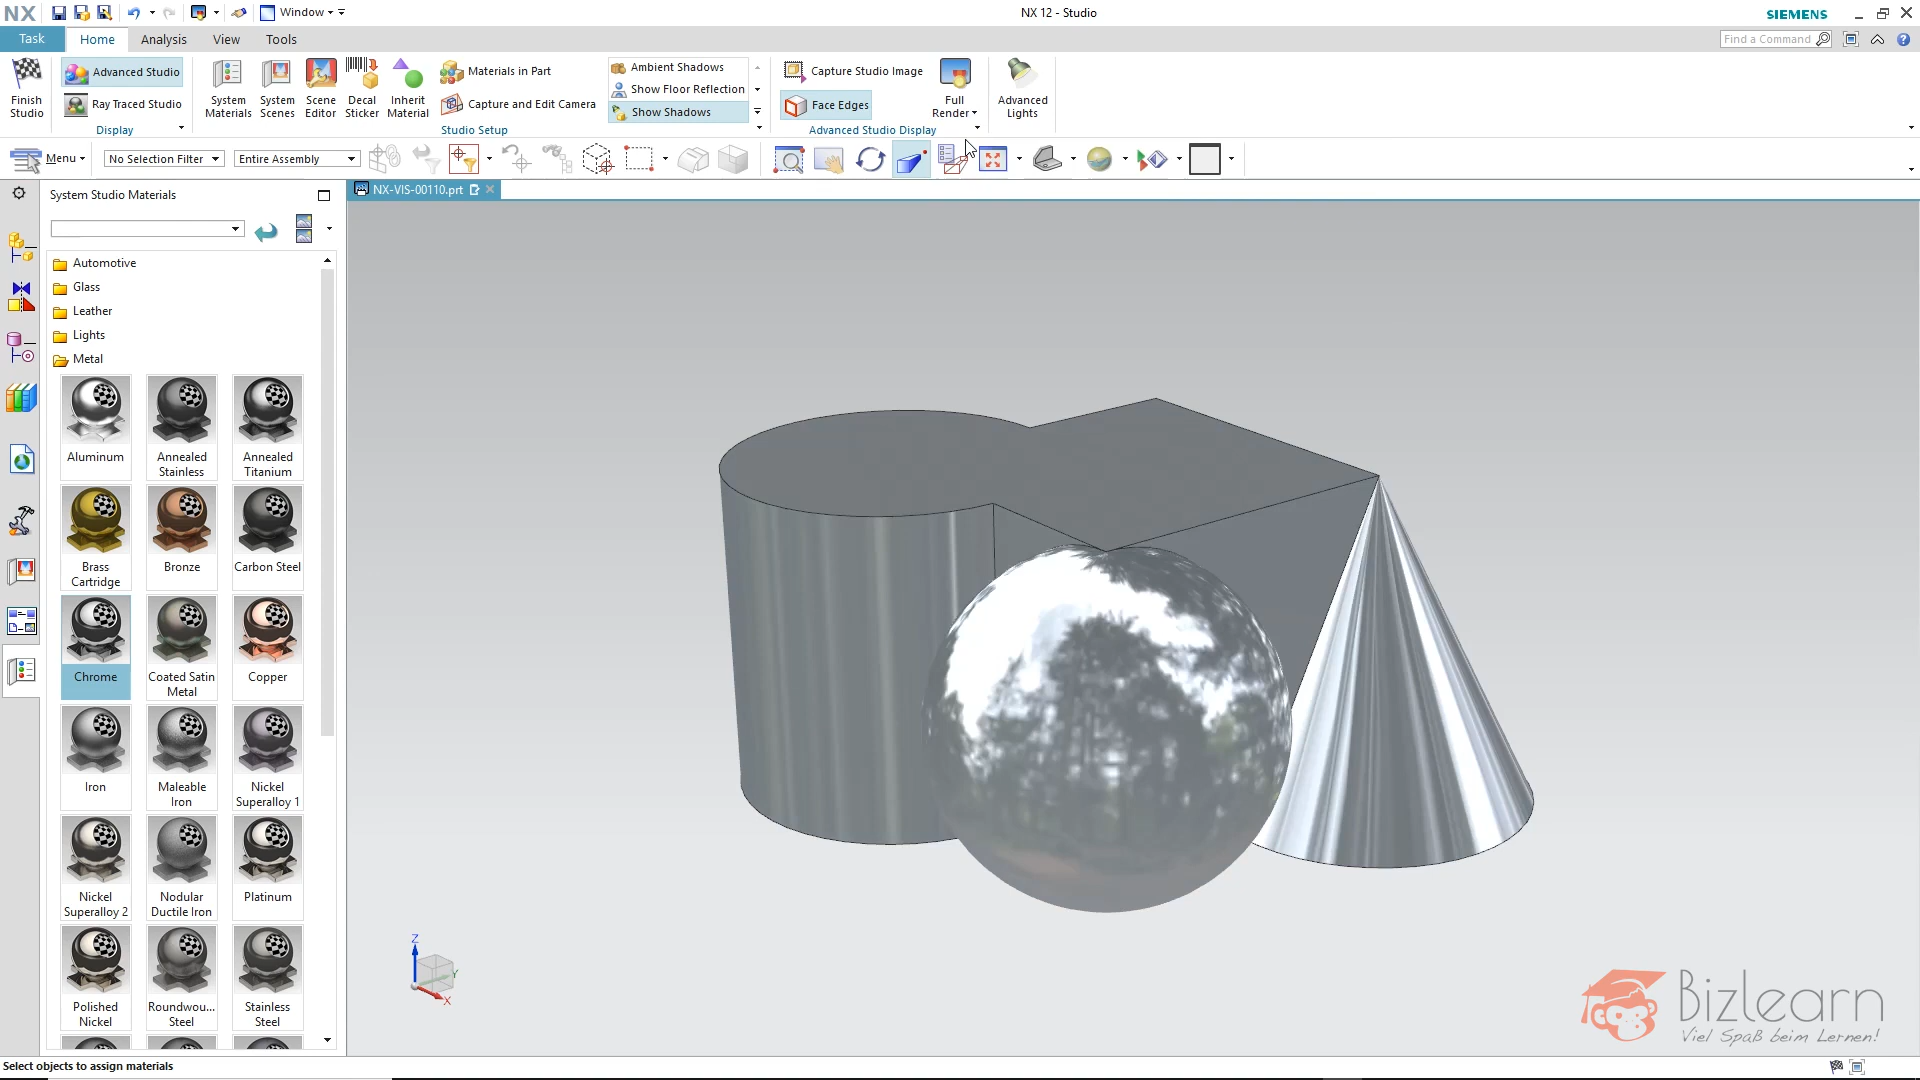 NX
Window
NX 12 - Studio
SIEMENS
Task
Home
Analysis
View
Tools
Find a Command
Advanced Studio
Ray Traced Studio
Display
Finish
Studio
System
Materials
System
Scenes
Scene
Editor
Decal
Sticker
Inherit
Material
Materials in Part
Capture and Edit Camera
Studio Setup
Ambient Shadows
Show Floor Reflection
Show Shadows
Capture Studio Image
Face Edges
Full
Render
Advanced Studio Display
Advanced
Lights
Menu
No Selection Filter
Entire Assembly
System Studio Materials
NX-VIS-00110.prt
Automotive
Glass
Leather
Lights
Metal
Aluminum
Annealed
Stainless
Annealed
Titanium
Brass
Cartridge
Bronze
Carbon Steel
Chrome
Coated Satin
Metal
Copper
Iron
Maleable
Iron
Nickel
Superalloy 1
Nickel
Superalloy 2
Nodular
Ductile Iron
Platinum
Polished
Nickel
Roundwou...
Steel
Stainless
Steel
Z
Y
X
Bizlearn
Viel Spaß beim Lernen!
Select objects to assign materials